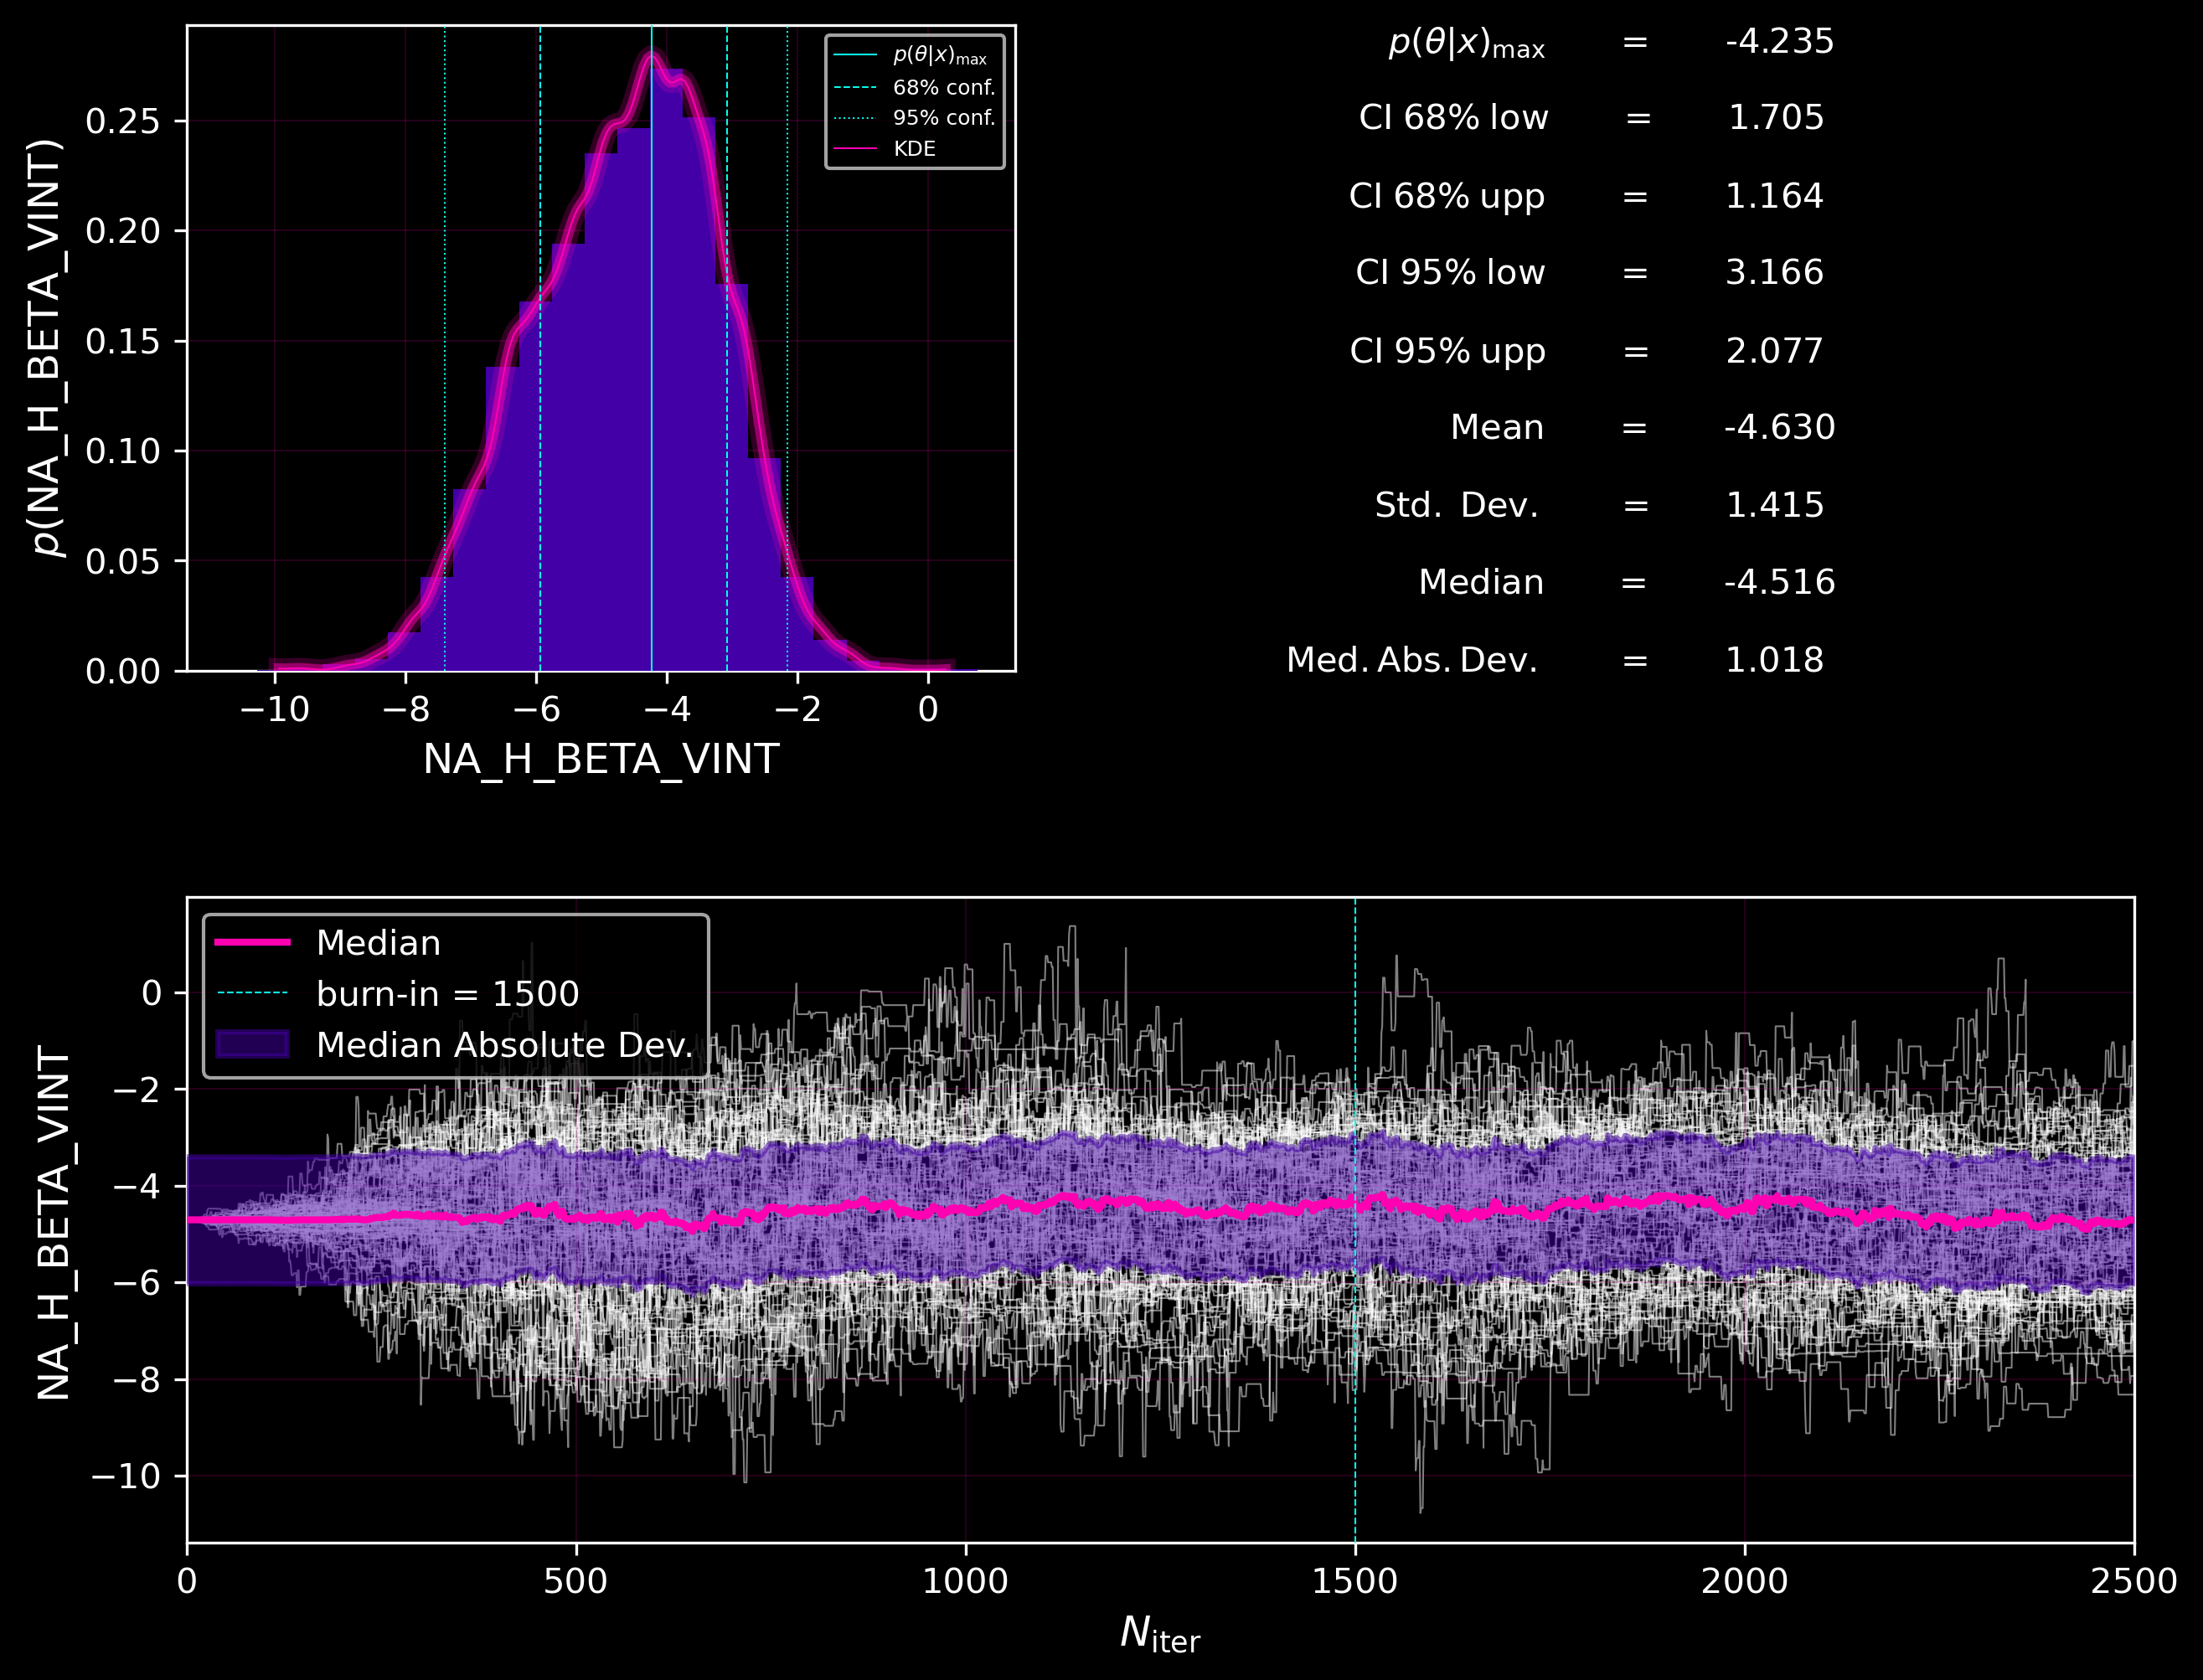 p(θ|x)max = -4.235
CI 68% low = 1.705
CI 68% upp = 1.164
CI 95% low = 3.166
CI 95% upp = 2.077
Mean = -4.630
Std. Dev. = 1.415
Median = -4.516
Med. Abs. Dev. = 1.018
p(θ|x)max
68% conf.
95% conf.
KDE
p(NA_H_BETA_VINT)
0.25
0.20
0.15
0.10
0.05
0.00
−10 −8 −6 −4 −2 0
NA_H_BETA_VINT
Median
burn-in = 1500
Median Absolute Dev.
NA_H_BETA_VINT
0
−2
−4
−6
−8
−10
0 500 1000 1500 2000 2500
Niter